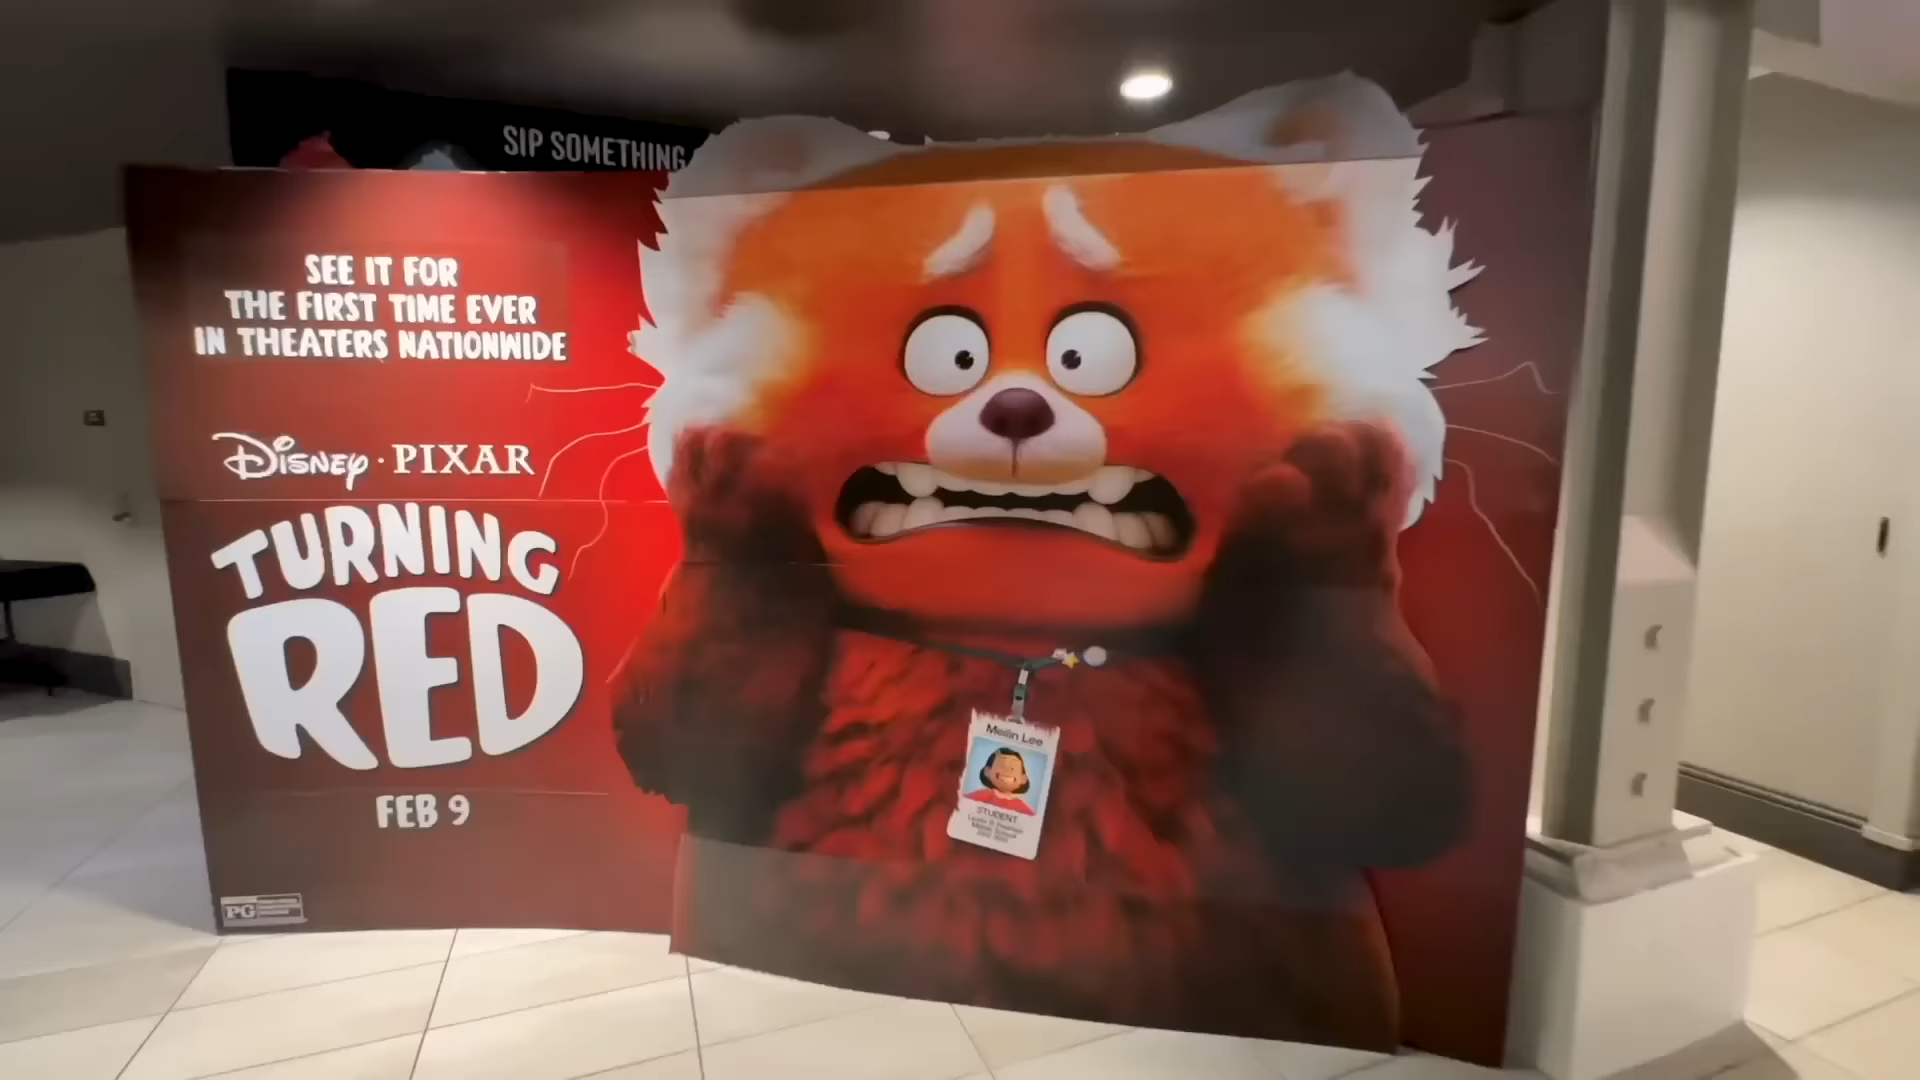 SIP SOMETHING
SEE IT FOR
THE FIRST TIME EVER
IN THEATERS NATIONWIDE
DISNEY · PIXAR
TURNING
RED
FEB 9
PG
Meilin Lee
STUDENT